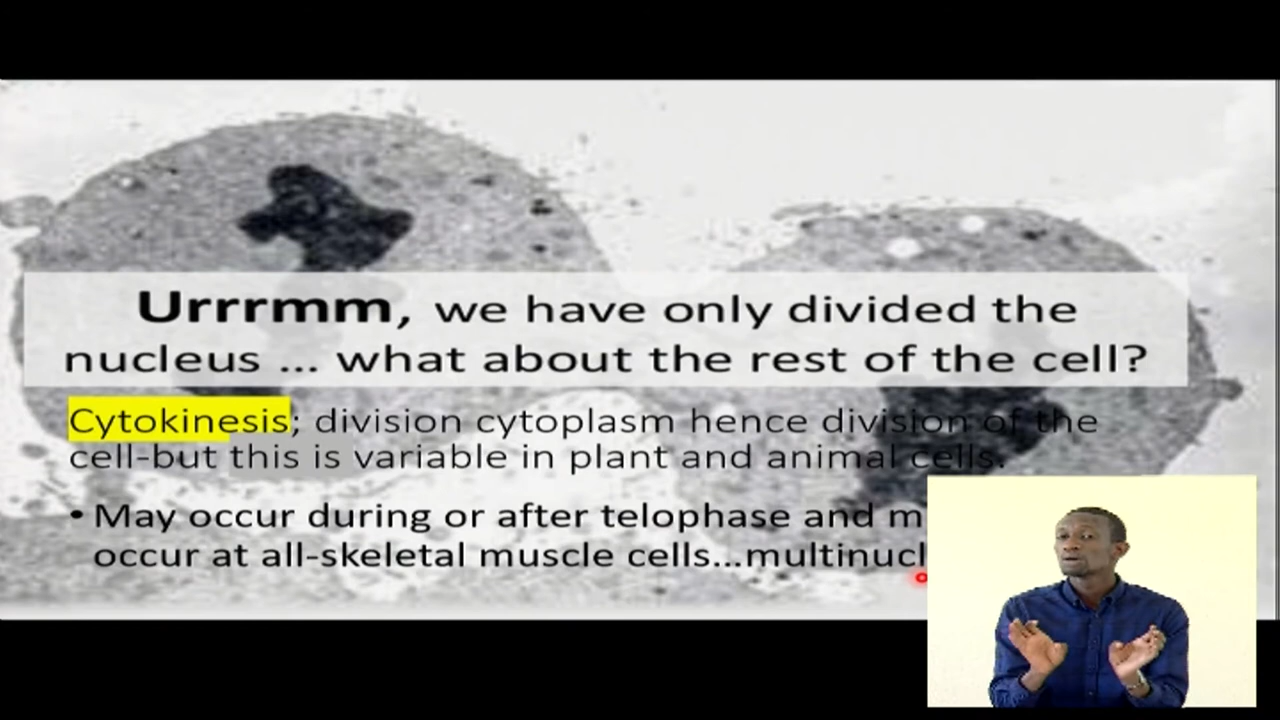 Urrrmm, we have only divided the
nucleus ... what about the rest of the cell?
Cytokinesis; division cytoplasm hence division of the
cell-but this is variable in plant and animal cells.
• May occur during or after telophase and
occur at all-skeletal muscle cells...